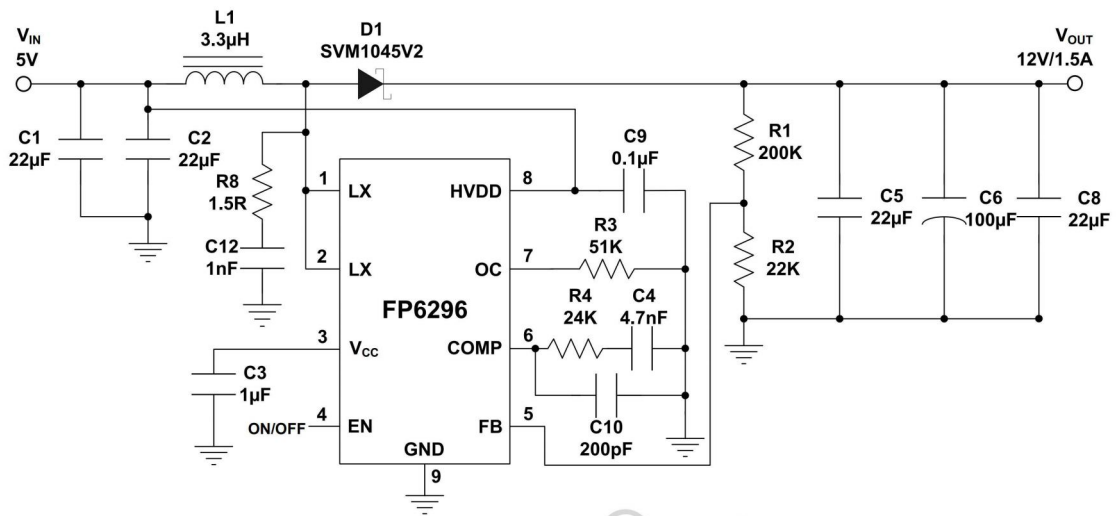 V_IN
5V
L1
3.3µH
D1
SVM1045V2
V_OUT
12V/1.5A
C1
22µF
C2
22µF
R8
1.5R
C12
1nF
C9
0.1µF
R1
200K
R2
22K
C5
22µF
C6
100µF
C8
22µF
1
LX
HVDD
8
2
LX
OC
7
R3
51K
FP6296
R4
24K
C4
4.7nF
3
V_CC
COMP
6
C3
1µF
ON/OFF
4
EN
FB
5
C10
200pF
GND
9